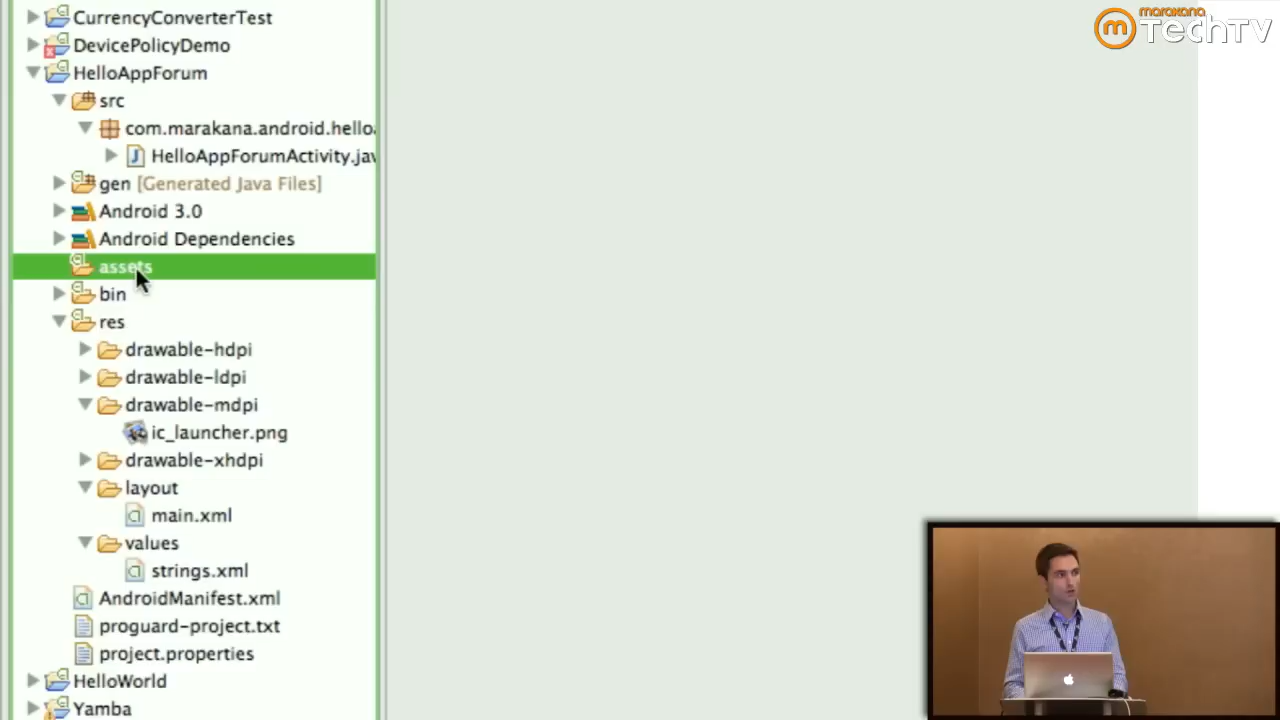 CurrencyConverterTest
DevicePolicyDemo
HelloAppForum
src
com.marakana.android.hello
HelloAppForumActivity.jav
gen [Generated Java Files]
Android 3.0
Android Dependencies
assets
bin
res
drawable-hdpi
drawable-ldpi
drawable-mdpi
ic_launcher.png
drawable-xhdpi
layout
main.xml
values
strings.xml
AndroidManifest.xml
proguard-project.txt
project.properties
HelloWorld
Yamba
marakana
m TechTV